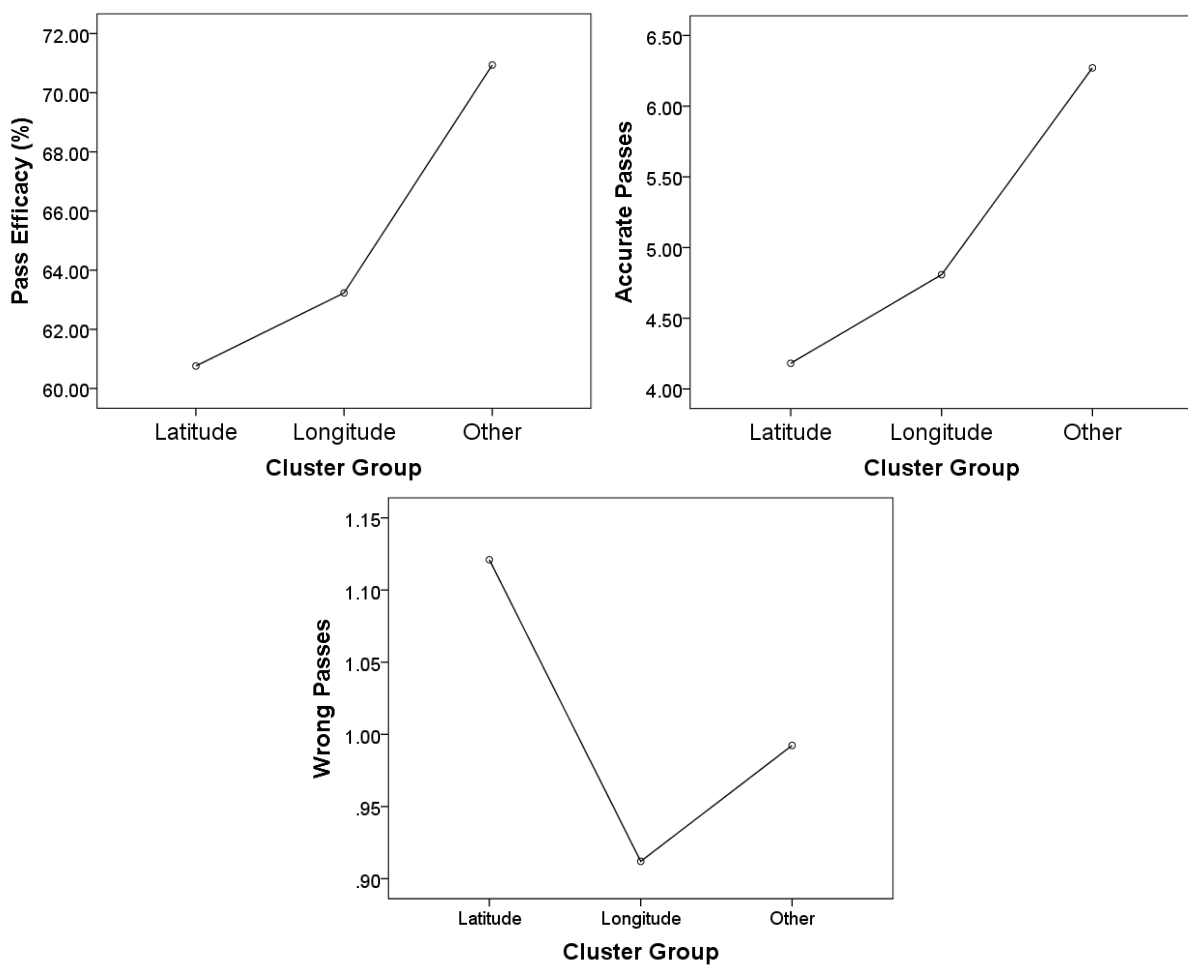 Pass Efficacy (%)
72.00
70.00
68.00
66.00
64.00
62.00
60.00
Latitude Longitude Other
Cluster Group
Accurate Passes
6.50
6.00
5.50
5.00
4.50
4.00
Latitude Longitude Other
Cluster Group
Wrong Passes
1.15
1.10
1.05
1.00
.95
.90
Latitude Longitude Other
Cluster Group